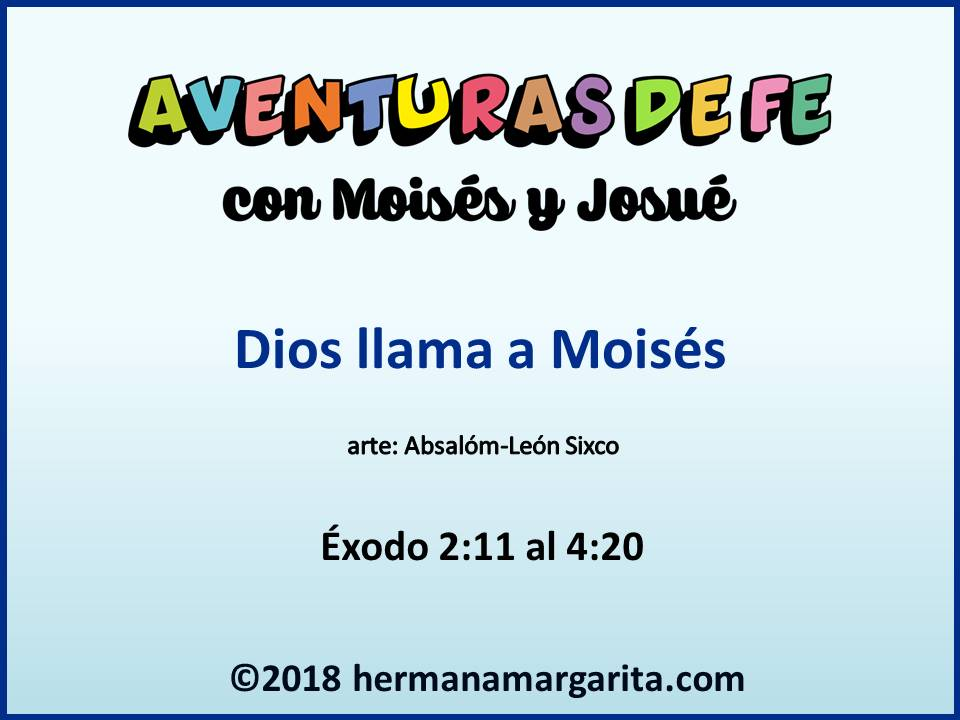 AVENTURAS DE FE
con Moisés y Josué
Dios llama a Moisés
arte: Absalóm-León Sixco
Éxodo 2:11 al 4:20
©2018 hermanamargarita.com